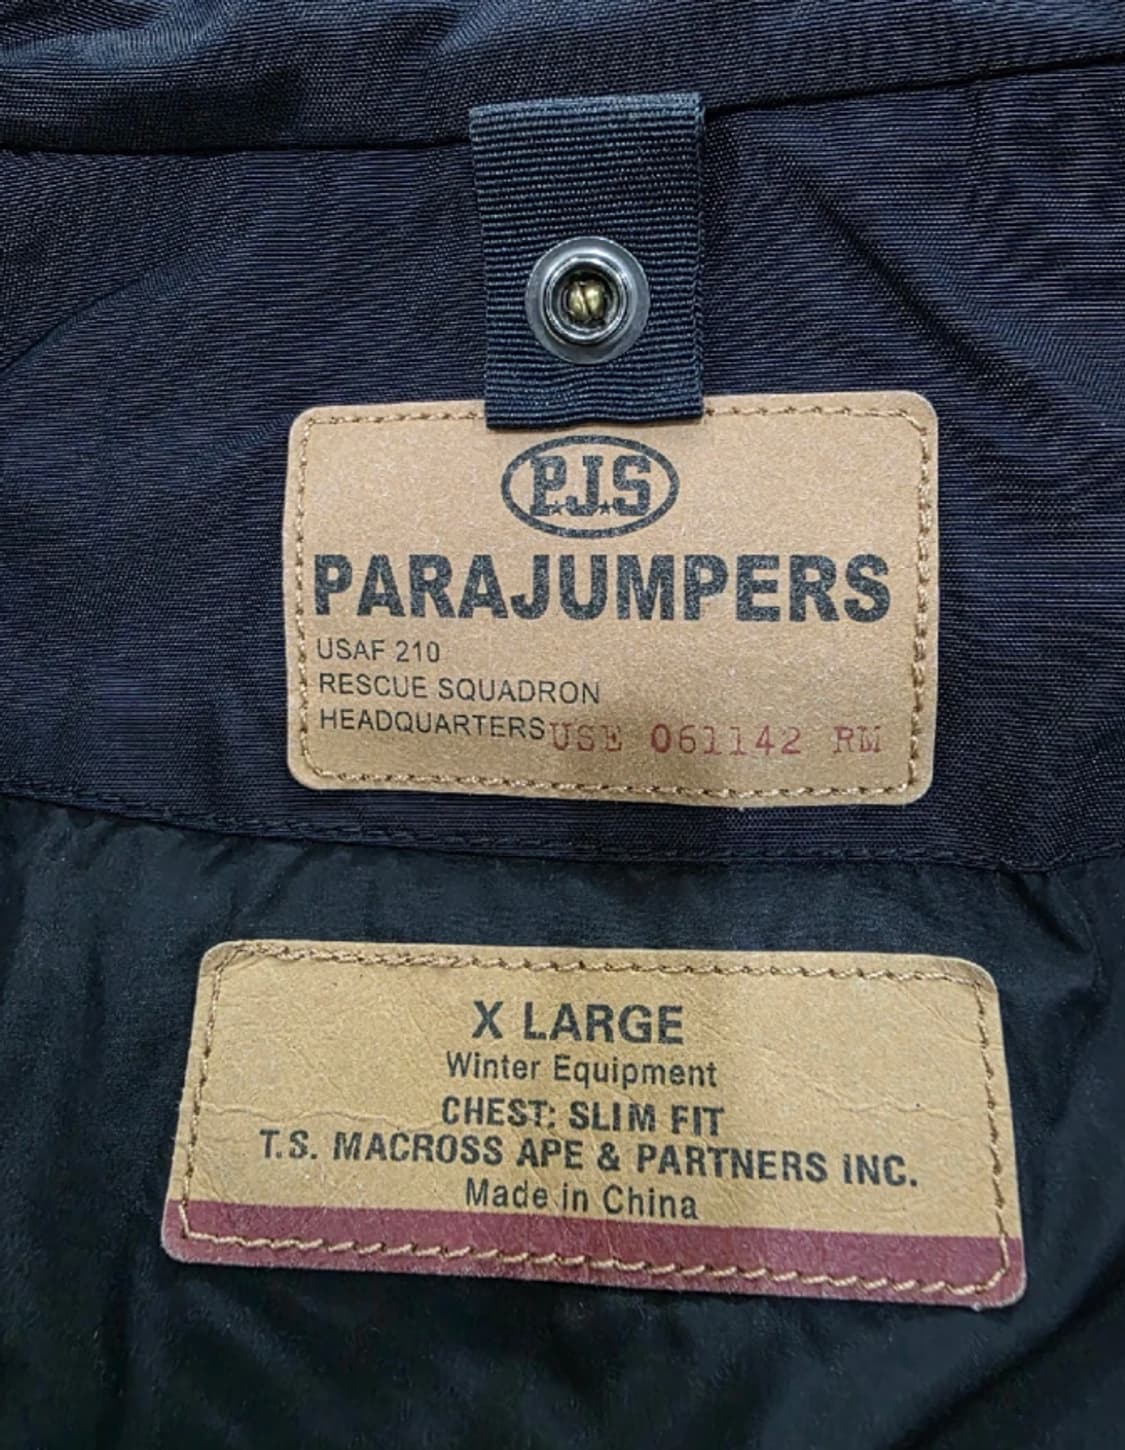 P.J.S
PARAJUMPERS
USAF 210
RESCUE SQUADRON
HEADQUARTERS USE 061142 RM
X LARGE
Winter Equipment
CHEST: SLIM FIT
T.S. MACROSS APE & PARTNERS INC.
Made in China